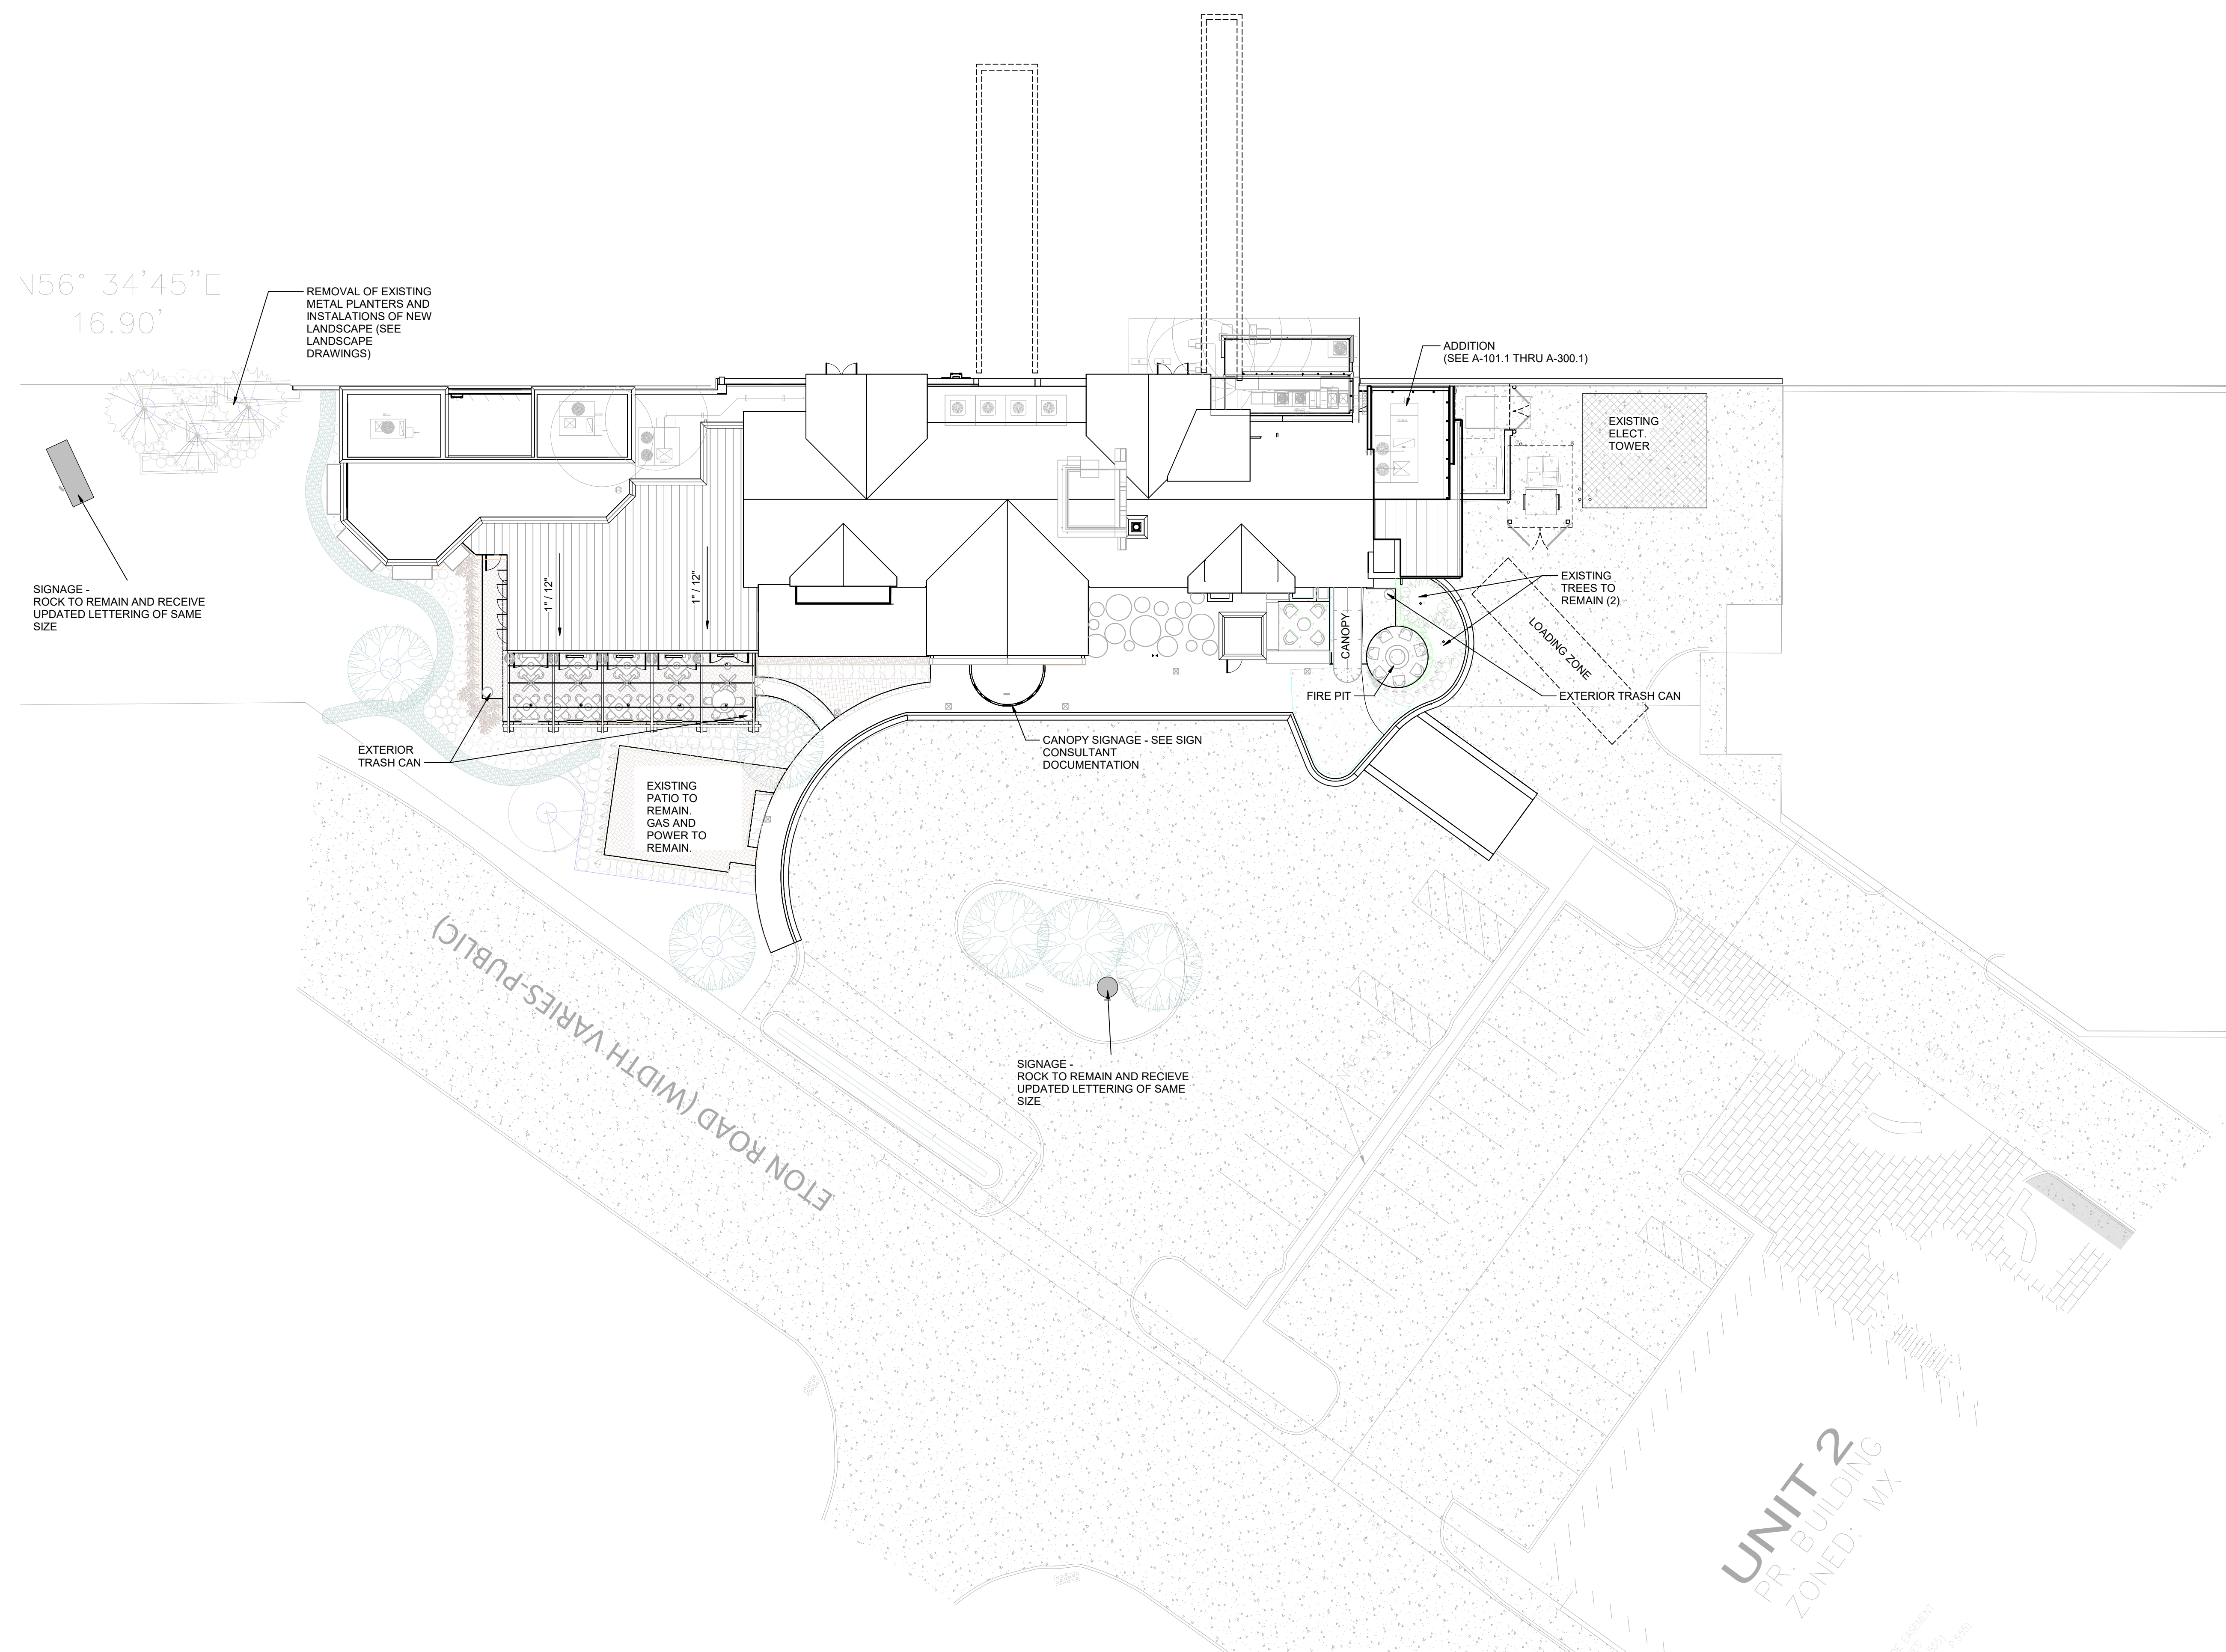 N56° 34'45"E
16.90'
REMOVAL OF EXISTING
METAL PLANTERS AND
INSTALATIONS OF NEW
LANDSCAPE (SEE
LANDSCAPE
DRAWINGS)
ADDITION
(SEE A-101.1 THRU A-300.1)
EXISTING
ELECT.
TOWER
SIGNAGE -
ROCK TO REMAIN AND RECEIVE
UPDATED LETTERING OF SAME
SIZE
1" / 12"
1" / 12"
EXISTING
TREES TO
REMAIN (2)
CANOPY
LOADING ZONE
FIRE PIT
EXTERIOR TRASH CAN
EXTERIOR
TRASH CAN
CANOPY SIGNAGE - SEE SIGN
CONSULTANT
DOCUMENTATION
EXISTING
PATIO TO
REMAIN.
GAS AND
POWER TO
REMAIN.
ETON ROAD (WIDTH VARIES-PUBLIC)
SIGNAGE -
ROCK TO REMAIN AND RECIEVE
UPDATED LETTERING OF SAME
SIZE
UNIT 2
PR. BUILDING
ZONED: MX
EASEMENT